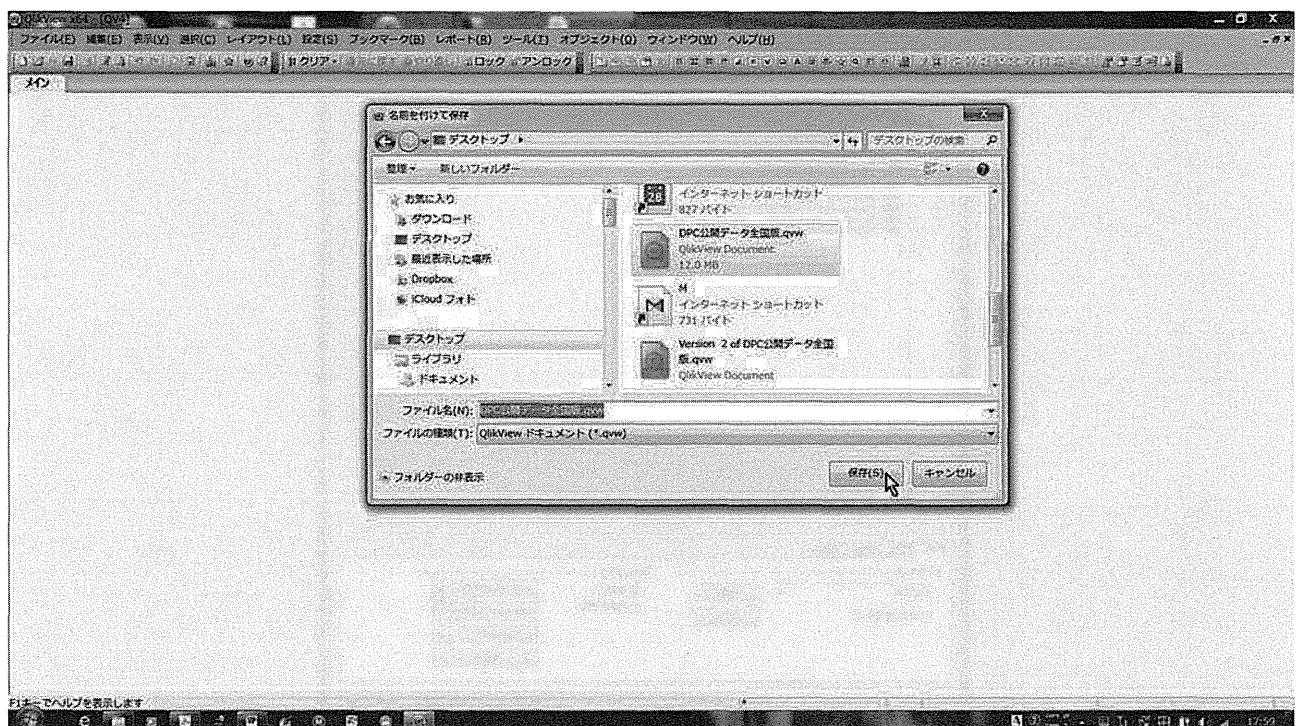 QlikView x64 - [QV4]
ファイル(F) 編集(E) 表示(V) 選択(C) レイアウト(L) 設定(S) ブックマーク(B) レポート(R) ツール(T) オブジェクト(O) ウィンドウ(W) ヘルプ(H)
クリア ロック アンロック
メイン
名前を付けて保存
デスクトップ
デスクトップの検索
整理 新しいフォルダー
お気に入り
ダウンロード
デスクトップ
最近表示した場所
Dropbox
iCloud フォト
デスクトップ
ライブラリ
ドキュメント
28
インターネット ショートカット
827 バイト
DPC公開データ全国版.qvw
QlikView Document
12.0 MB
M
インターネット ショートカット
731 バイト
Version 2 of DPC公開データ全国
版.qvw
QlikView Document
ファイル名(N): DPC公開データ全国版.qvw
ファイルの種類(T): QlikView ドキュメント (*.qvw)
フォルダーの非表示
保存(S)
キャンセル
F1キーでヘルプを表示します